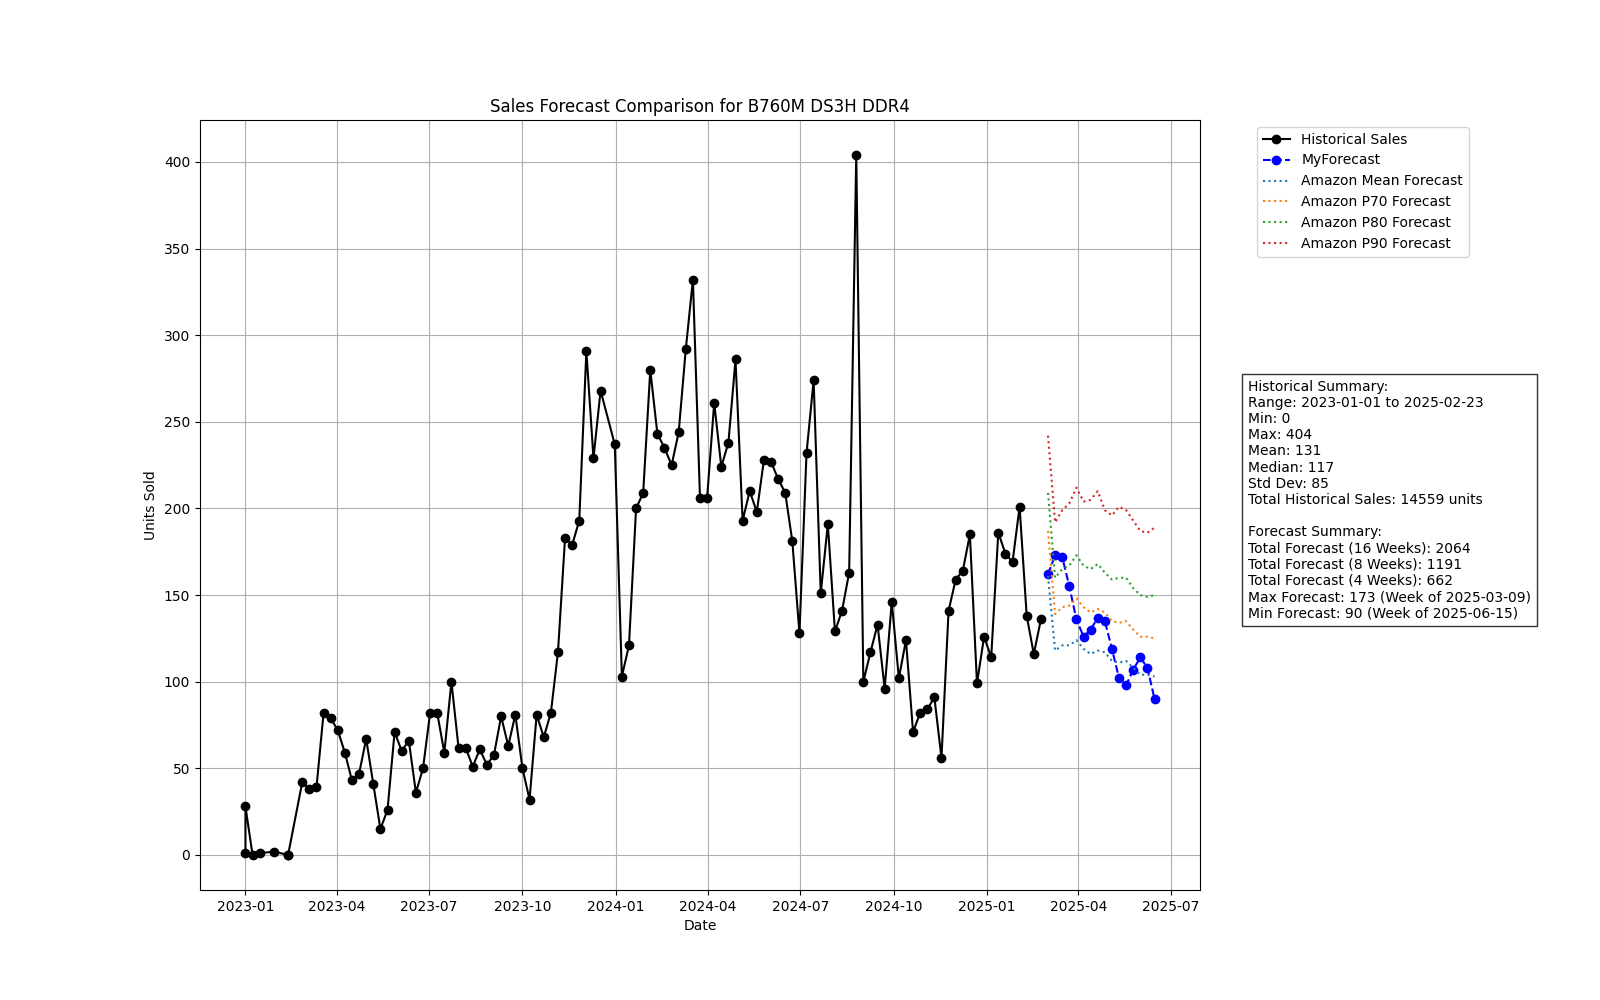 Sales Forecast Comparison for B760M DS3H DDR4
Historical Sales
MyForecast
Amazon Mean Forecast
Amazon P70 Forecast
Amazon P80 Forecast
Amazon P90 Forecast
400
350
300
250
200
150
100
50
0
Units Sold
2023-01
2023-04
2023-07
2023-10
2024-01
2024-04
2024-07
2024-10
2025-01
2025-04
2025-07
Date
Historical Summary:
Range: 2023-01-01 to 2025-02-23
Min: 0
Max: 404
Mean: 131
Median: 117
Std Dev: 85
Total Historical Sales: 14559 units
Forecast Summary:
Total Forecast (16 Weeks): 2064
Total Forecast (8 Weeks): 1191
Total Forecast (4 Weeks): 662
Max Forecast: 173 (Week of 2025-03-09)
Min Forecast: 90 (Week of 2025-06-15)